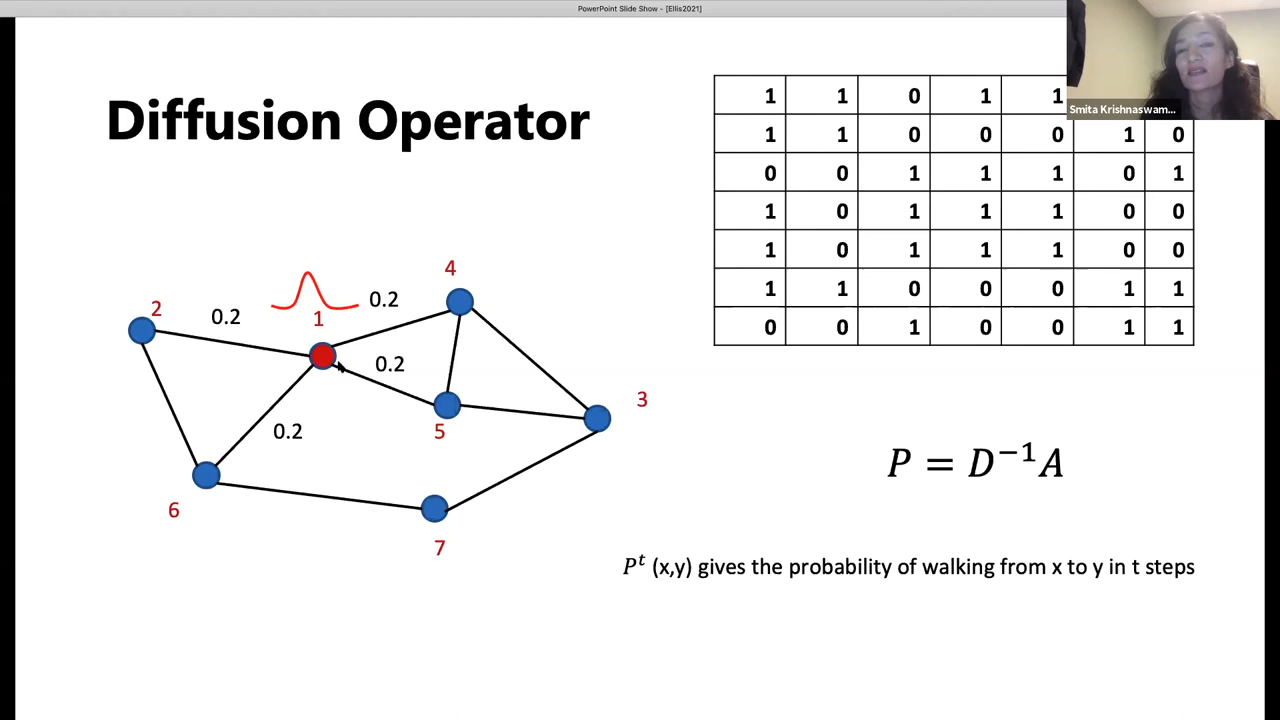 PowerPoint Slide Show - [Ellis2021]
Diffusion Operator
1 1 0 1 1
Smita Krishnaswam...
1 1 0 0 0 1 0
0 0 1 1 1 0 1
1 0 1 1 1 0 0
1 0 1 1 1 0 0
1 1 0 0 0 1 1
0 0 1 0 0 1 1
4
2
0.2
0.2
1
0.2
3
5
0.2
6
7
P = D⁻¹A
Pᵗ (x,y) gives the probability of walking from x to y in t steps